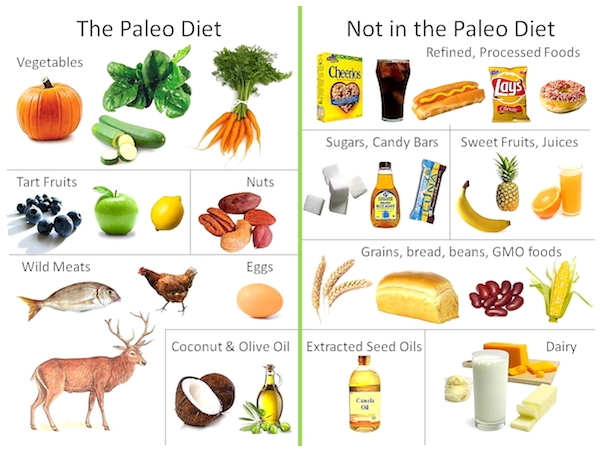 The Paleo Diet
Vegetables
Tart Fruits
Nuts
Wild Meats
Eggs
Coconut & Olive Oil
Not in the Paleo Diet
Refined, Processed Foods
Cheerios
Lay's
Classic
Sugars, Candy Bars
Sweet Fruits, Juices
Grains, bread, beans, GMO foods
Extracted Seed Oils
Canola
Oil
Dairy